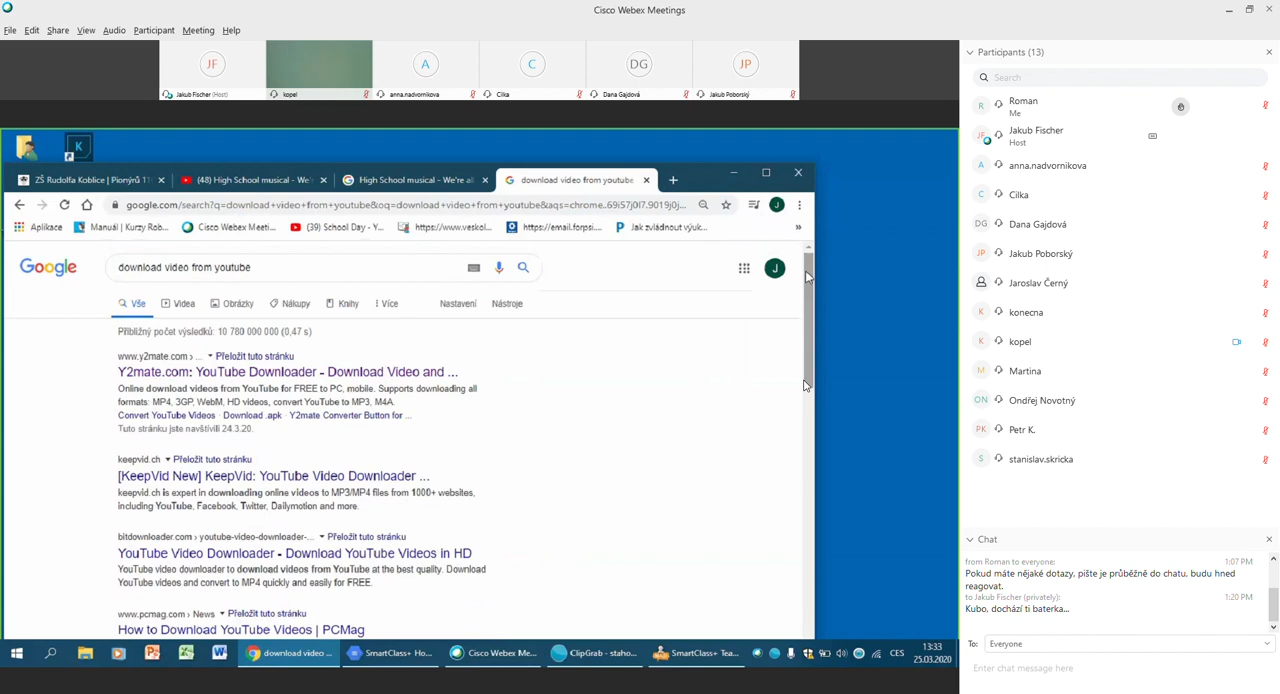 Cisco Webex Meetings
File Edit Share View Audio Participant Meeting Help
JF
A
C
DG
JP
Jakub Fischer (Host)
kopel
anna.nadvornikova
Cilka
Dana Gajdová
Jakub Poborský
K
ZŠ Rudolfa Koblice | Pionýrů 11
(48) High School musical - We'r
High School musical - We're al
download video from youtube
google.com/search?q=download+video+from+youtube&oq=download+video+from+youtube&aqs=chrome..69i57j0l7.9019j0j...
J
Aplikace
Manuál | Kurzy Rob...
Cisco Webex Meeti...
(39) School Day - Y...
https://www.veskol...
https://email.forpsi...
Jak zvládnout výuk...
»
Google
download video from youtube
J
Vše
Videa
Obrázky
Nákupy
Knihy
Více
Nastavení
Nástroje
Přibližný počet výsledků: 10 780 000 000 (0,47 s)
www.y2mate.com › ... ▾ Přeložit tuto stránku
Y2mate.com: YouTube Downloader - Download Video and ...
Online download videos from YouTube for FREE to PC, mobile. Supports downloading all
formats: MP4, 3GP, WebM, HD videos, convert YouTube to MP3, M4A.
Convert YouTube Videos · Download .apk · Y2mate Converter Button for ...
Tuto stránku jste navštívili 24.3.20.
keepvid.ch ▾ Přeložit tuto stránku
[KeepVid New] KeepVid: YouTube Video Downloader ...
keepvid.ch is expert in downloading online videos to MP3/MP4 files from 1000+ websites,
including YouTube, Facebook, Twitter, Dailymotion and more.
bitdownloader.com › youtube-video-downloader-... ▾ Přeložit tuto stránku
YouTube Video Downloader - Download YouTube Videos in HD
YouTube video downloader to download videos from YouTube at the best quality. Download
YouTube videos and convert to MP4 quickly and easily for FREE.
www.pcmag.com › News ▾ Přeložit tuto stránku
How to Download YouTube Videos | PCMag
download video ...
SmartClass+ Ho...
Cisco Webex Me...
ClipGrab - staho...
SmartClass+ Tea...
CES
13:33
25.03.2020
Participants (13)
Search
R Roman
Me
JF Jakub Fischer
Host
A anna.nadvornikova
C Cilka
DG Dana Gajdová
JP Jakub Poborský
Jaroslav Černý
K konecna
K kopel
M Martina
ON Ondřej Novotný
PK Petr K.
S stanislav.skricka
Chat
from Roman to everyone: 1:07 PM
Pokud máte nějaké dotazy, pište je průběžně do chatu, budu hned
reagovat.
to Jakub Fischer (privately): 1:20 PM
Kubo, dochází ti baterka...
To: Everyone
Enter chat message here